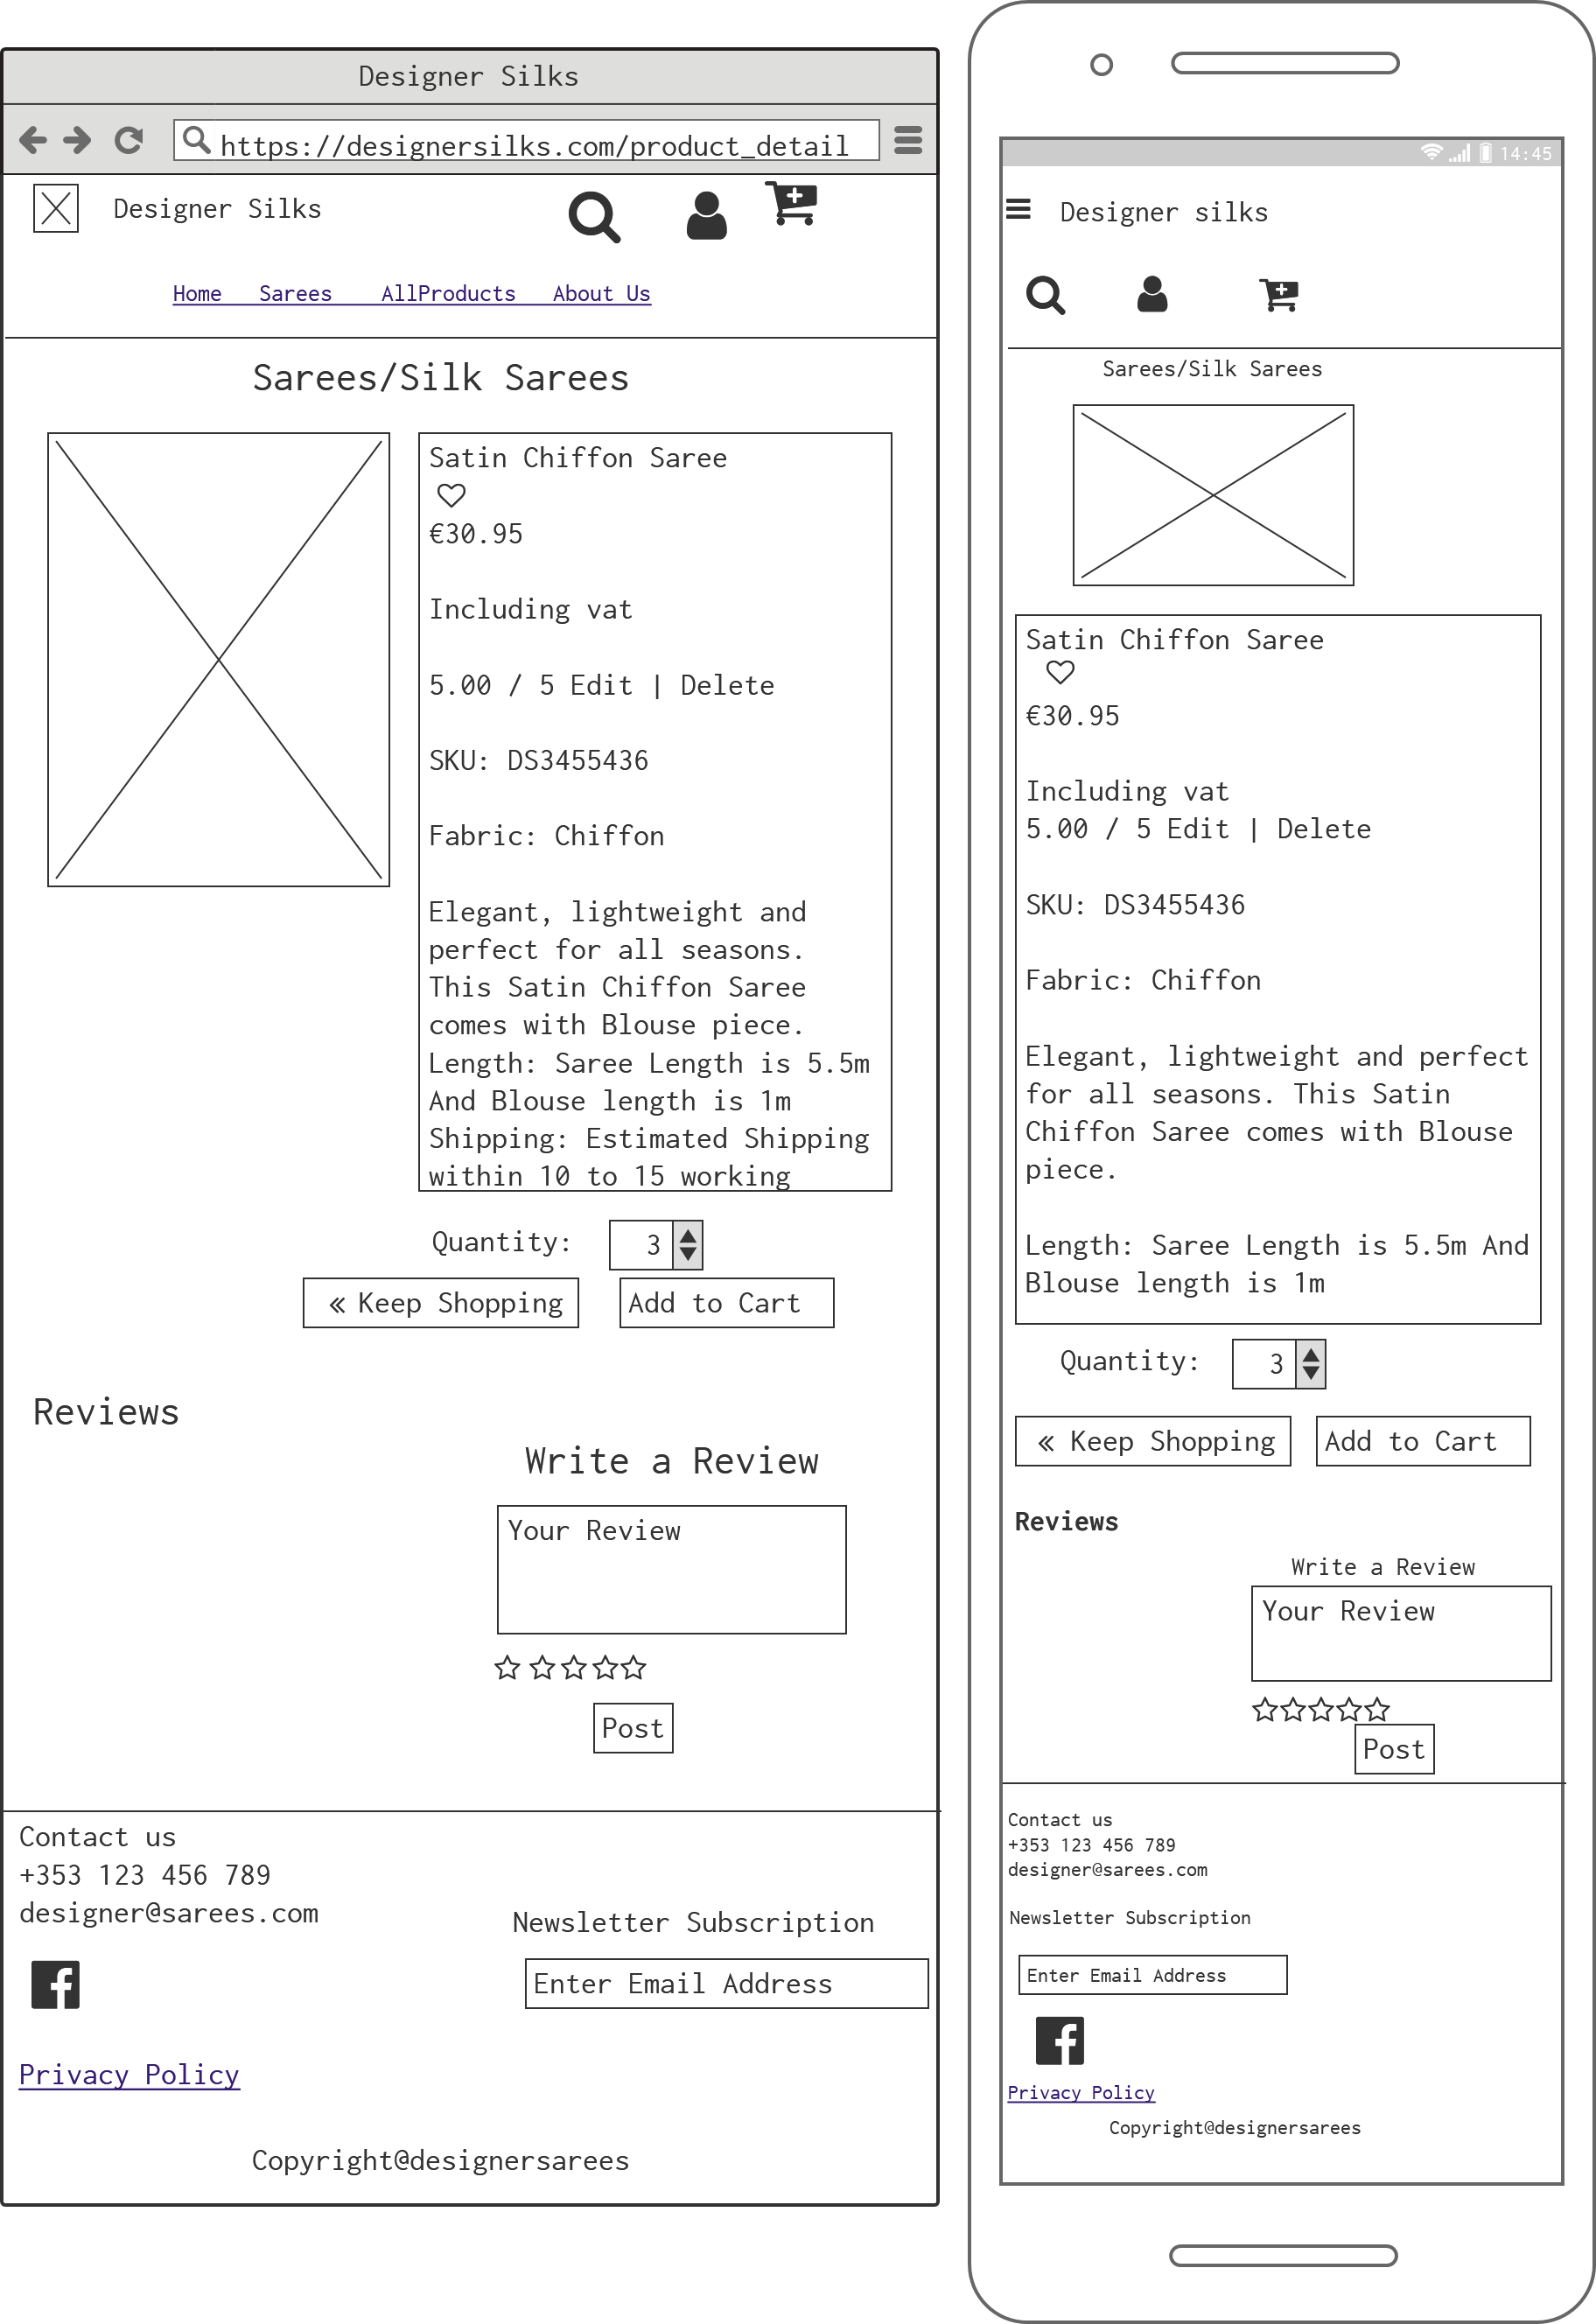 Designer Silks
https://designersilks.com/product_detail
Designer Silks
Home Sarees AllProducts About Us
Sarees/Silk Sarees
Satin Chiffon Saree
€30.95
Including vat
5.00 / 5 Edit | Delete
SKU: DS3455436
Fabric: Chiffon
Elegant, lightweight and
perfect for all seasons.
This Satin Chiffon Saree
comes with Blouse piece.
Length: Saree Length is 5.5m
And Blouse length is 1m
Shipping: Estimated Shipping
within 10 to 15 working
Quantity: 3
« Keep Shopping Add to Cart
Reviews
Write a Review
Your Review
Post
Contact us
+353 123 456 789
designer@sarees.com
Newsletter Subscription
Enter Email Address
Privacy Policy
Copyright@designersarees
14:45
Designer silks
Sarees/Silk Sarees
Satin Chiffon Saree
€30.95
Including vat
5.00 / 5 Edit | Delete
SKU: DS3455436
Fabric: Chiffon
Elegant, lightweight and perfect
for all seasons. This Satin
Chiffon Saree comes with Blouse
piece.
Length: Saree Length is 5.5m And
Blouse length is 1m
Quantity: 3
« Keep Shopping Add to Cart
Reviews
Write a Review
Your Review
Post
Contact us
+353 123 456 789
designer@sarees.com
Newsletter Subscription
Enter Email Address
Privacy Policy
Copyright@designersarees